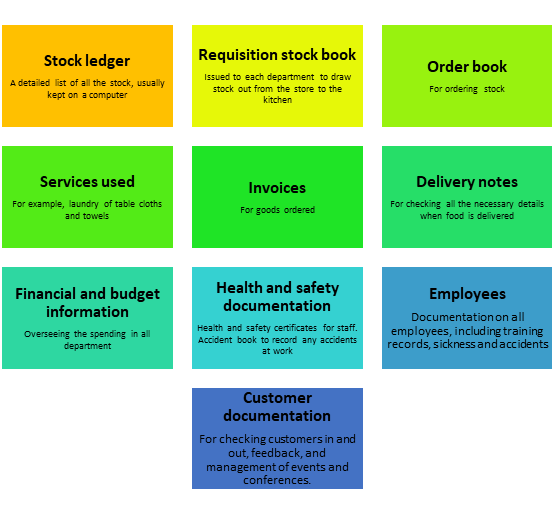 Stock ledger
A detailed list of all the stock, usually
kept on a computer
Requisition stock book
Issued to each department to draw
stock out from the store to the
kitchen
Order book
For ordering stock
Services used
For example, laundry of table cloths
and towels
Invoices
For goods ordered
Delivery notes
For checking all the necessary details
when food is delivered
Financial and budget
information
Overseeing the spending in all
department
Health and safety
documentation
Health and safety certificates for staff.
Accident book to record any accidents
at work
Employees
Documentation on all
employees, including training
records, sickness and accidents
Customer
documentation
For checking customers in and
out, feedback, and
management of events and
conferences.